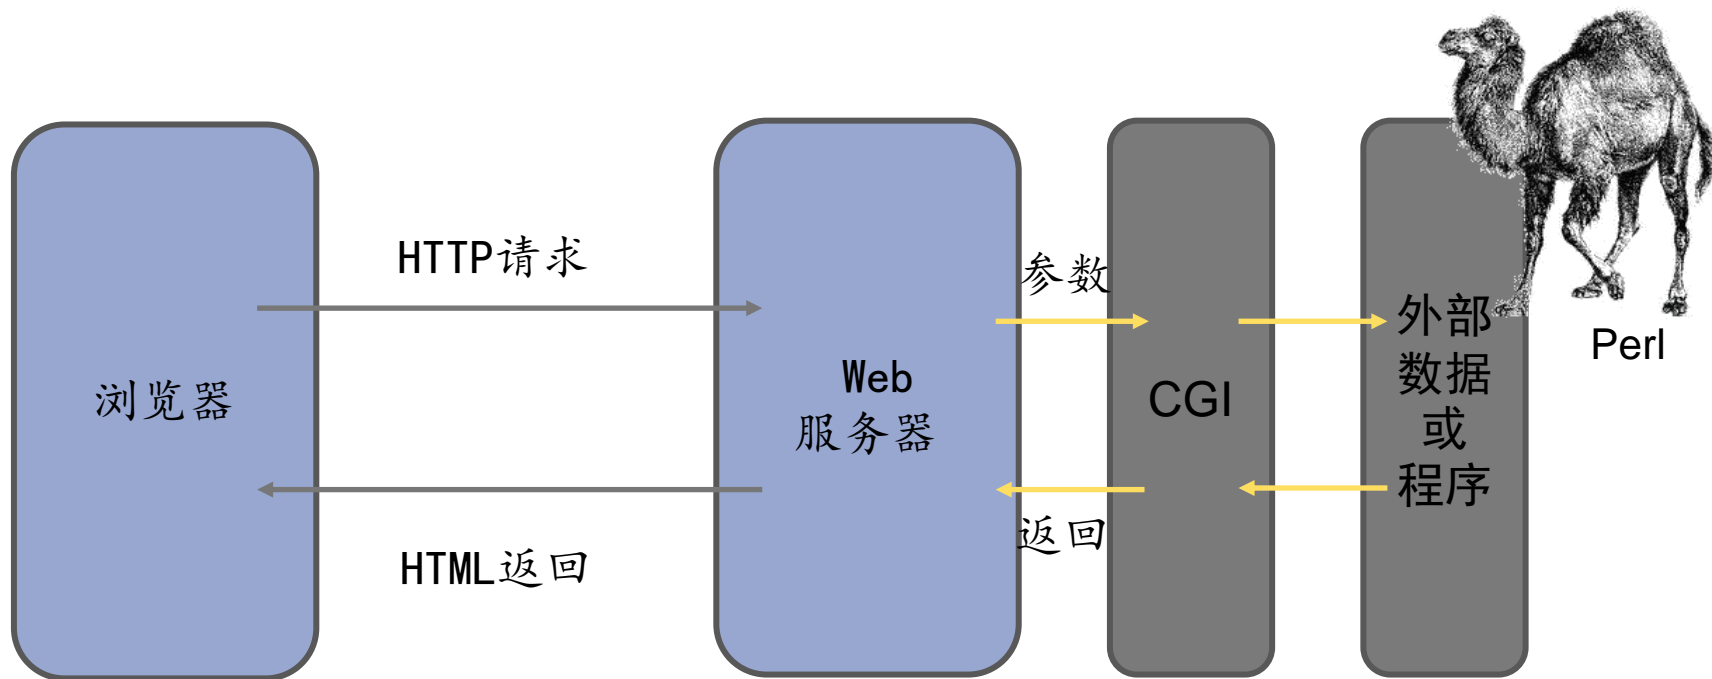 HTTP请求
参数
浏览器
Web
服务器
CGI
外部
数据
或
程序
Perl
HTML返回
返回